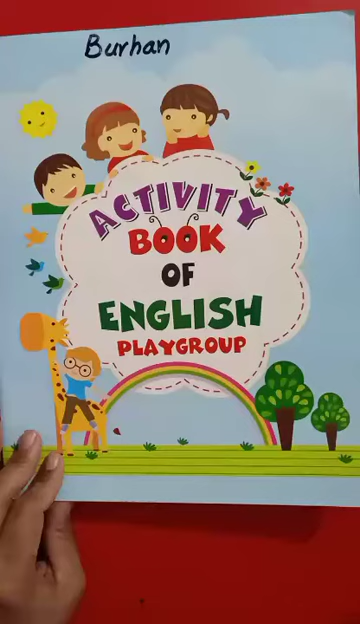 Burhan
ACTIVITY
BOOK
OF
ENGLISH
PLAYGROUP